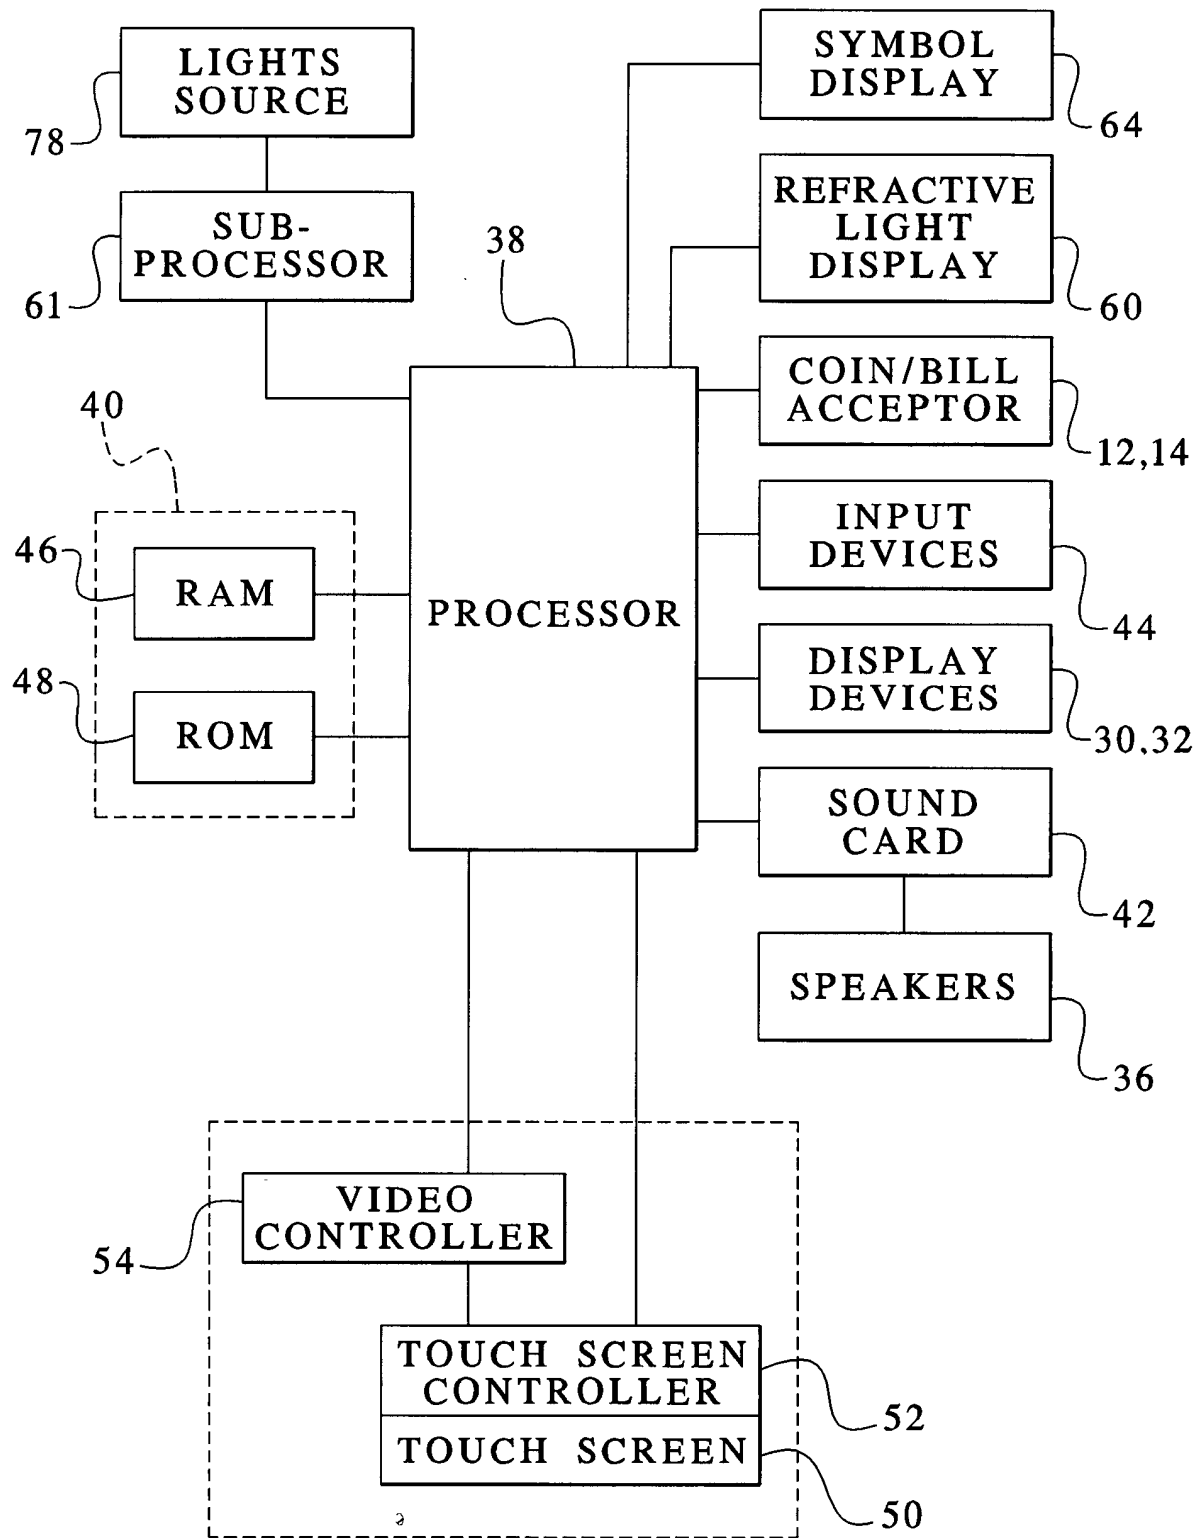 LIGHTS
SOURCE
78
SUB-
PROCESSOR
61
38
SYMBOL
DISPLAY
64
REFRACTIVE
LIGHT
DISPLAY
60
COIN/BILL
ACCEPTOR
12,14
40
46
RAM
48
ROM
PROCESSOR
INPUT
DEVICES
44
DISPLAY
DEVICES
30,32
SOUND
CARD
42
SPEAKERS
36
VIDEO
CONTROLLER
54
TOUCH SCREEN
CONTROLLER
52
TOUCH SCREEN
50